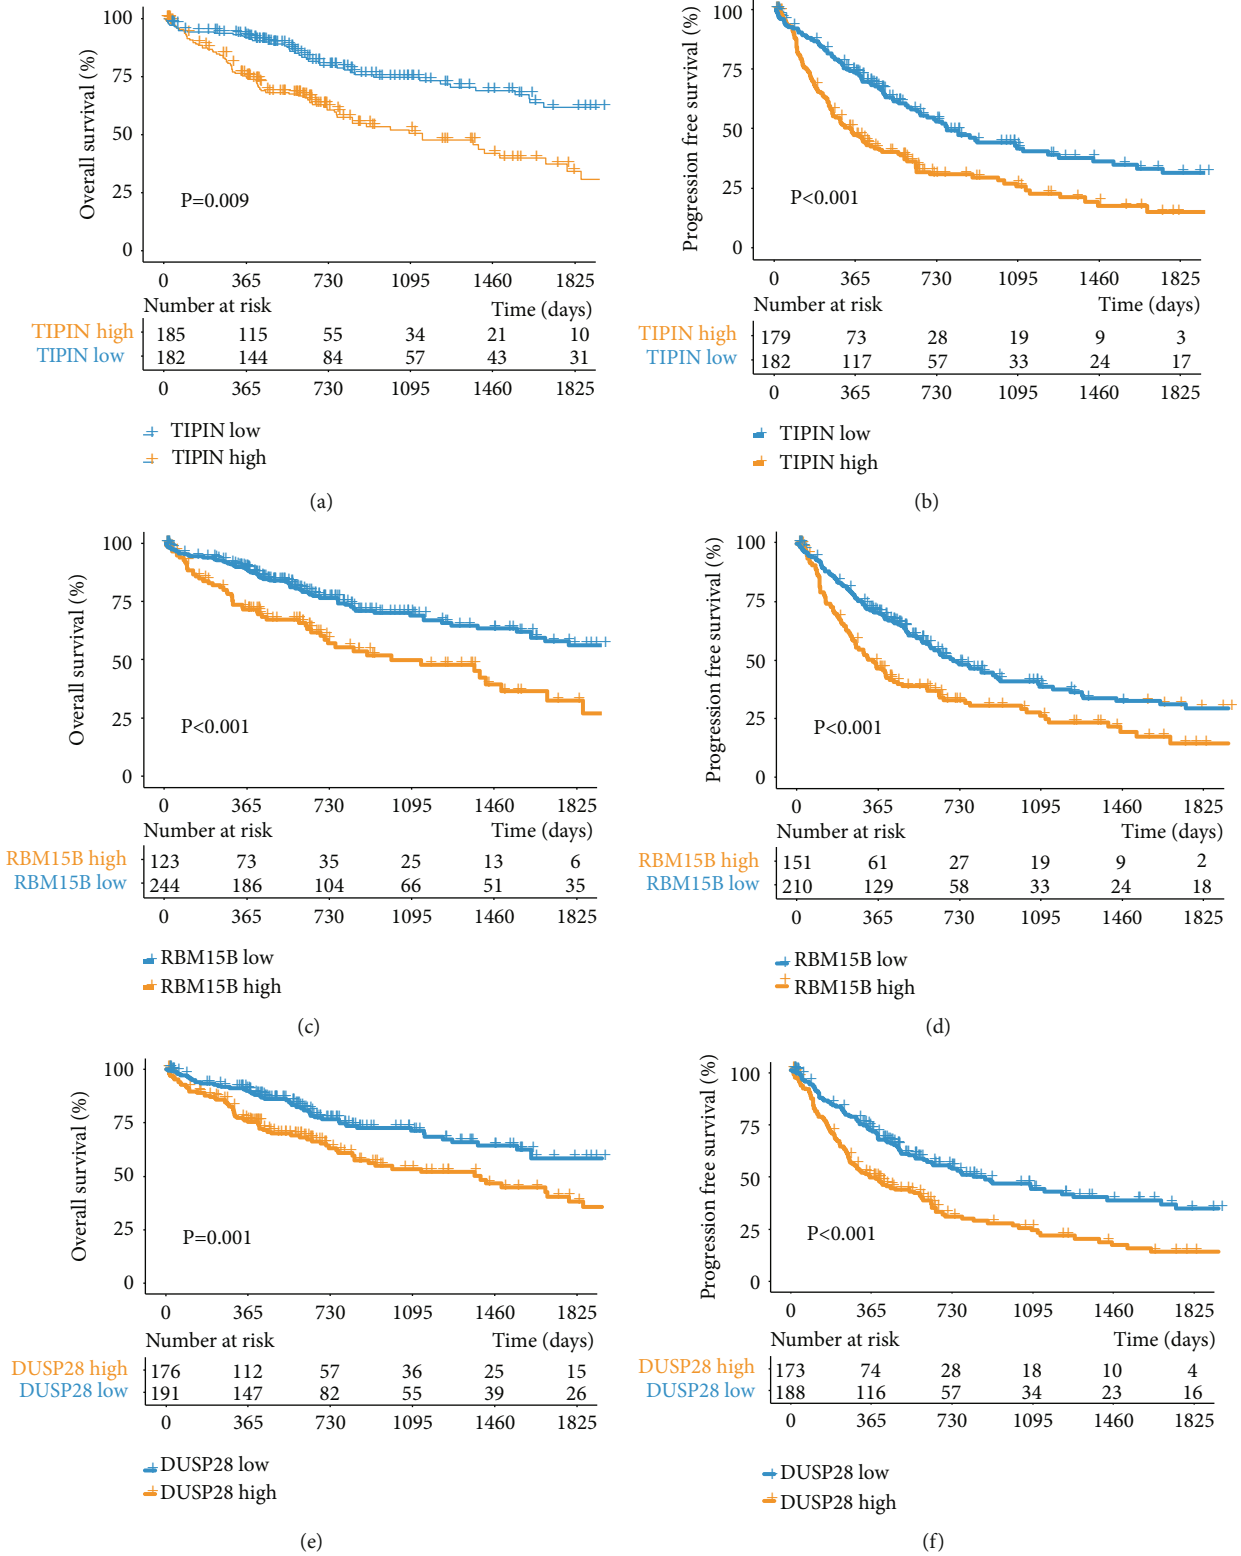 Overall survival (%)
100
75
50
25
0
P=0.009
0 365 730 1095 1460 1825
Number at risk Time (days)
TIPIN high 185 115 55 34 21 10
TIPIN low 182 144 84 57 43 31
0 365 730 1095 1460 1825
TIPIN low
TIPIN high
(a)
Progression free survival (%)
100
75
50
25
0
P<0.001
0 365 730 1095 1460 1825
Number at risk Time (days)
TIPIN high 179 73 28 19 9 3
TIPIN low 182 117 57 33 24 17
0 365 730 1095 1460 1825
TIPIN low
TIPIN high
(b)
Overall survival (%)
100
75
50
25
0
P<0.001
0 365 730 1095 1460 1825
Number at risk Time (days)
RBM15B high 123 73 35 25 13 6
RBM15B low 244 186 104 66 51 35
0 365 730 1095 1460 1825
RBM15B low
RBM15B high
(c)
Progression free survival (%)
100
75
50
25
0
P<0.001
0 365 730 1095 1460 1825
Number at risk Time (days)
RBM15B high 151 61 27 19 9 2
RBM15B low 210 129 58 33 24 18
0 365 730 1095 1460 1825
RBM15B low
RBM15B high
(d)
Overall survival (%)
100
75
50
25
0
P=0.001
0 365 730 1095 1460 1825
Number at risk Time (days)
DUSP28 high 176 112 57 36 25 15
DUSP28 low 191 147 82 55 39 26
0 365 730 1095 1460 1825
DUSP28 low
DUSP28 high
(e)
Progression free survival (%)
100
75
50
25
0
P<0.001
0 365 730 1095 1460 1825
Number at risk Time (days)
DUSP28 high 173 74 28 18 10 4
DUSP28 low 188 116 57 34 23 16
0 365 730 1095 1460 1825
DUSP28 low
DUSP28 high
(f)